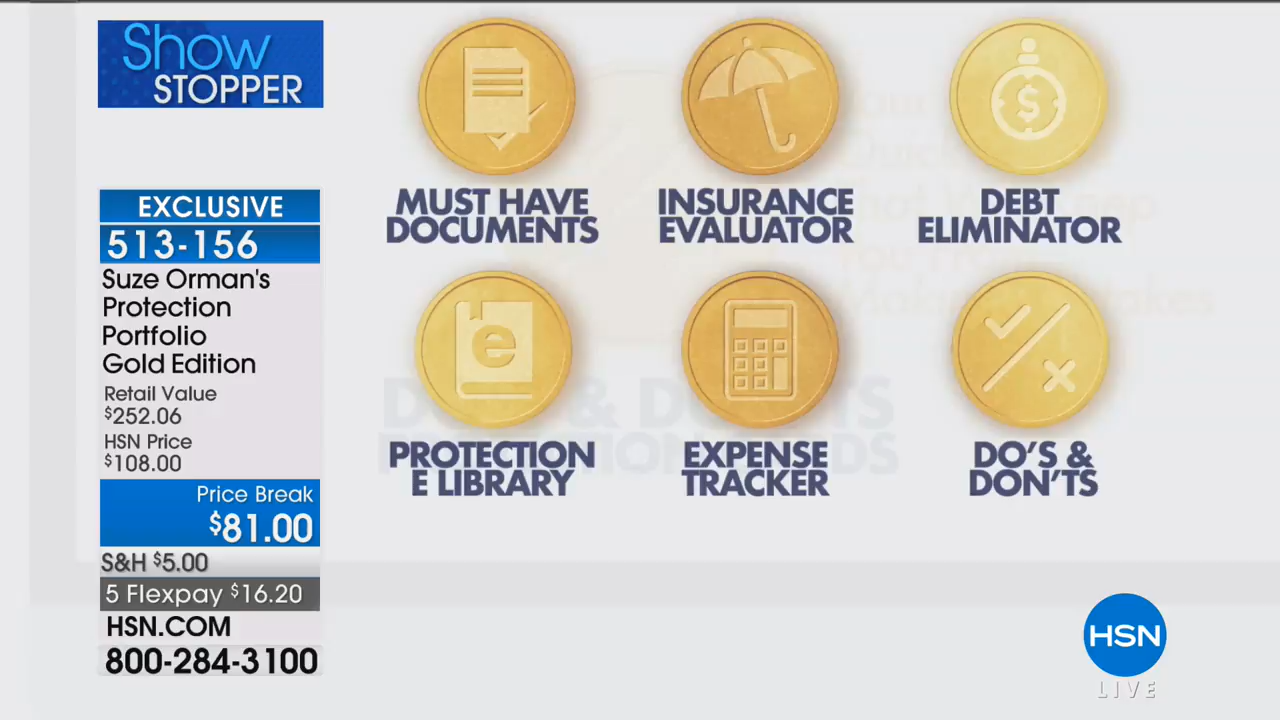 Show
STOPPER
EXCLUSIVE
513-156
Suze Orman's
Protection
Portfolio
Gold Edition
Retail Value
$252.06
HSN Price
$108.00
Price Break
$81.00
S&H $5.00
5 Flexpay $16.20
HSN.COM
800-284-3100
MUST HAVE
DOCUMENTS
INSURANCE
EVALUATOR
$
DEBT
ELIMINATOR
e
PROTECTION
E LIBRARY
EXPENSE
TRACKER
DO'S &
DON'TS
HSN
LIVE